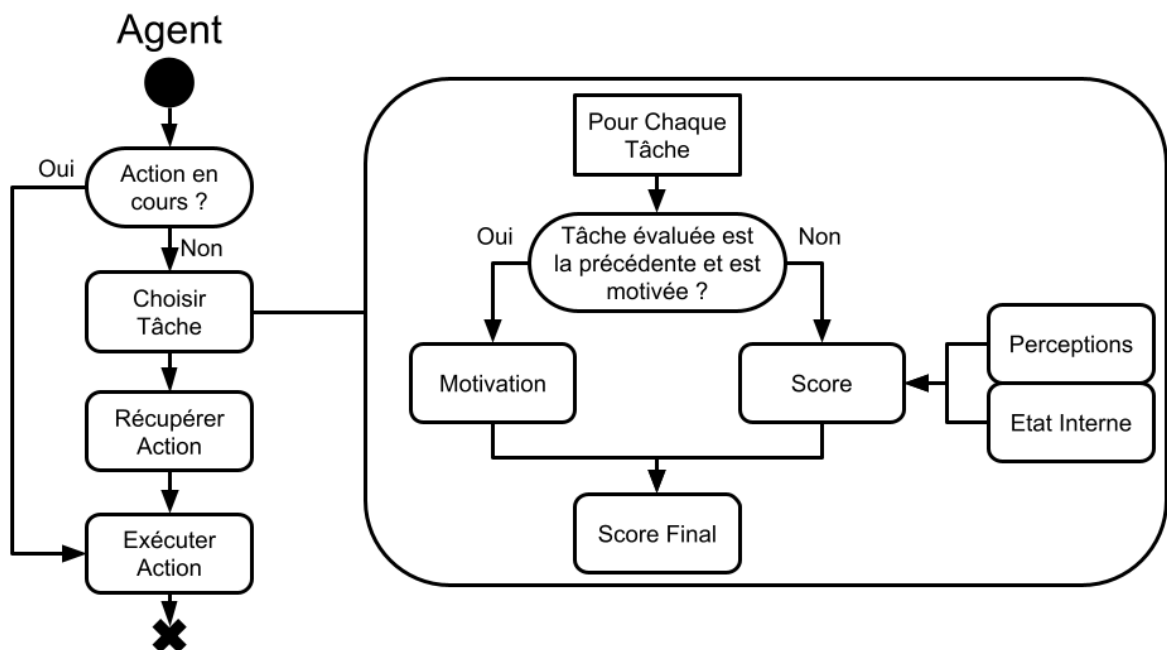 Agent
Oui
Action en
cours ?
Non
Choisir
Tâche
Récupérer
Action
Exécuter
Action
Pour Chaque
Tâche
Oui
Tâche évaluée est
la précédente et est
motivée ?
Non
Motivation
Score
Perceptions
Etat Interne
Score Final